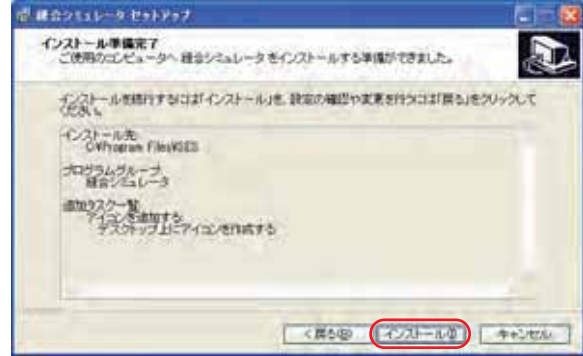 縫合シミュレータ セットアップ
インストール準備完了
ご使用のコンピュータへ 縫合シミュレータ をインストールする準備ができました。
インストールを続行するには「インストール」を、設定の確認や変更を行うには「戻る」をクリックして
ください。
インストール先:
C:¥Program Files¥SES
プログラムグループ:
縫合シミュレータ
追加タスク一覧:
アイコンを追加する:
デスクトップ上にアイコンを作成する
< 戻る(B)
インストール(I)
キャンセル